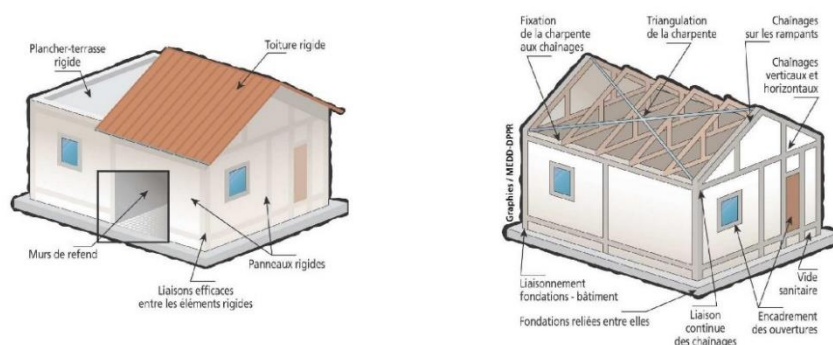 Plancher-terrasse
rigide
Toiture rigide
Murs de refend
Panneaux rigides
Liaisons efficaces
entre les éléments rigides
Fixation
de la charpente
aux chaînages
Triangulation
de la charpente
Chaînages
sur les rampants
Chaînages
verticaux et
horizontaux
Graphies / MEDD-DPPR
Liaisonnement
fondations - bâtiment
Fondations reliées entre elles
Liaison
continue
des chaînages
Vide
sanitaire
Encadrement
des ouvertures